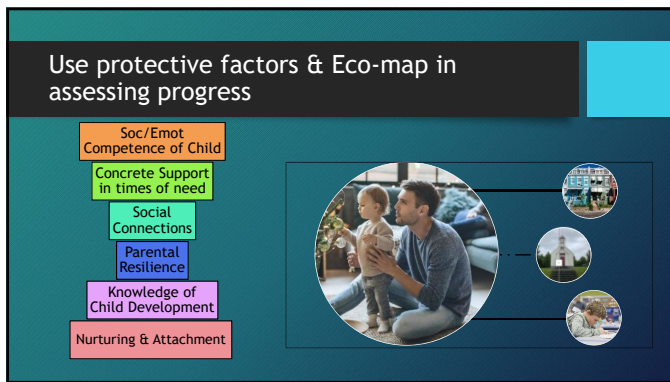 Use protective factors & Eco-map in
assessing progress
Soc/Emot
Competence of Child
Concrete Support
in times of need
Social
Connections
Parental
Resilience
Knowledge of
Child Development
Nurturing & Attachment